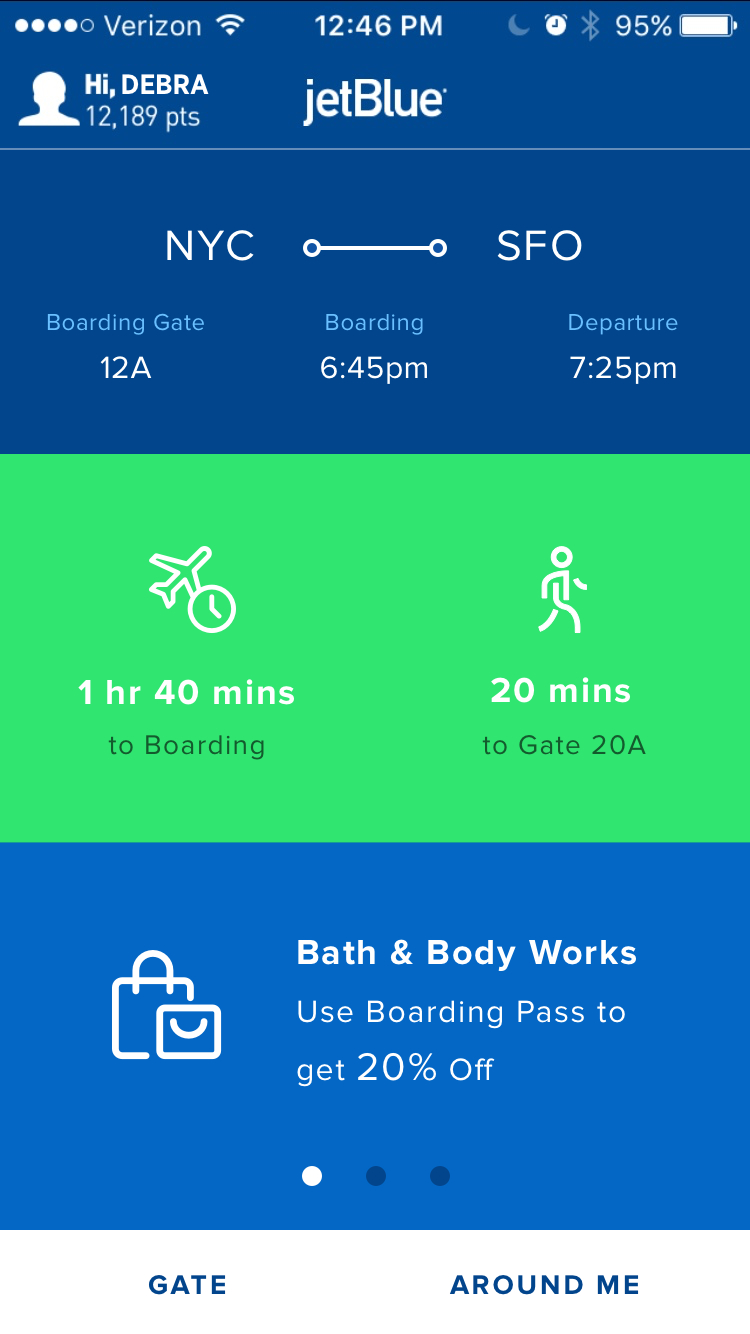 Verizon 12:46 PM 95%
Hi, DEBRA
12,189 pts
jetBlue
NYC SFO
Boarding Gate Boarding Departure
12A 6:45pm 7:25pm
1 hr 40 mins 20 mins
to Boarding to Gate 20A
Bath & Body Works
Use Boarding Pass to
get 20% Off
GATE AROUND ME